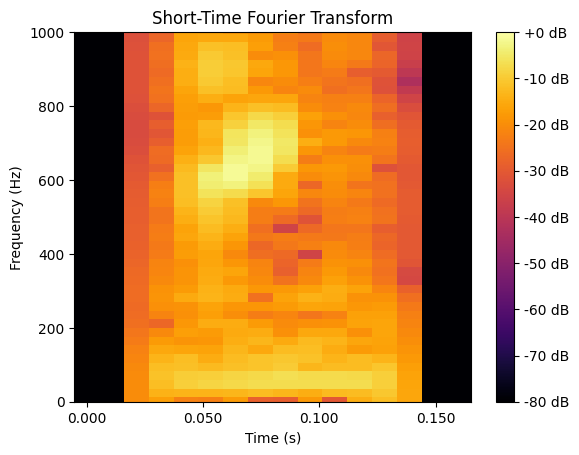 Short-Time Fourier Transform
1000
800
600
400
200
0
Frequency (Hz)
0.000
0.050
0.100
0.150
Time (s)
+0 dB
-10 dB
-20 dB
-30 dB
-40 dB
-50 dB
-60 dB
-70 dB
-80 dB